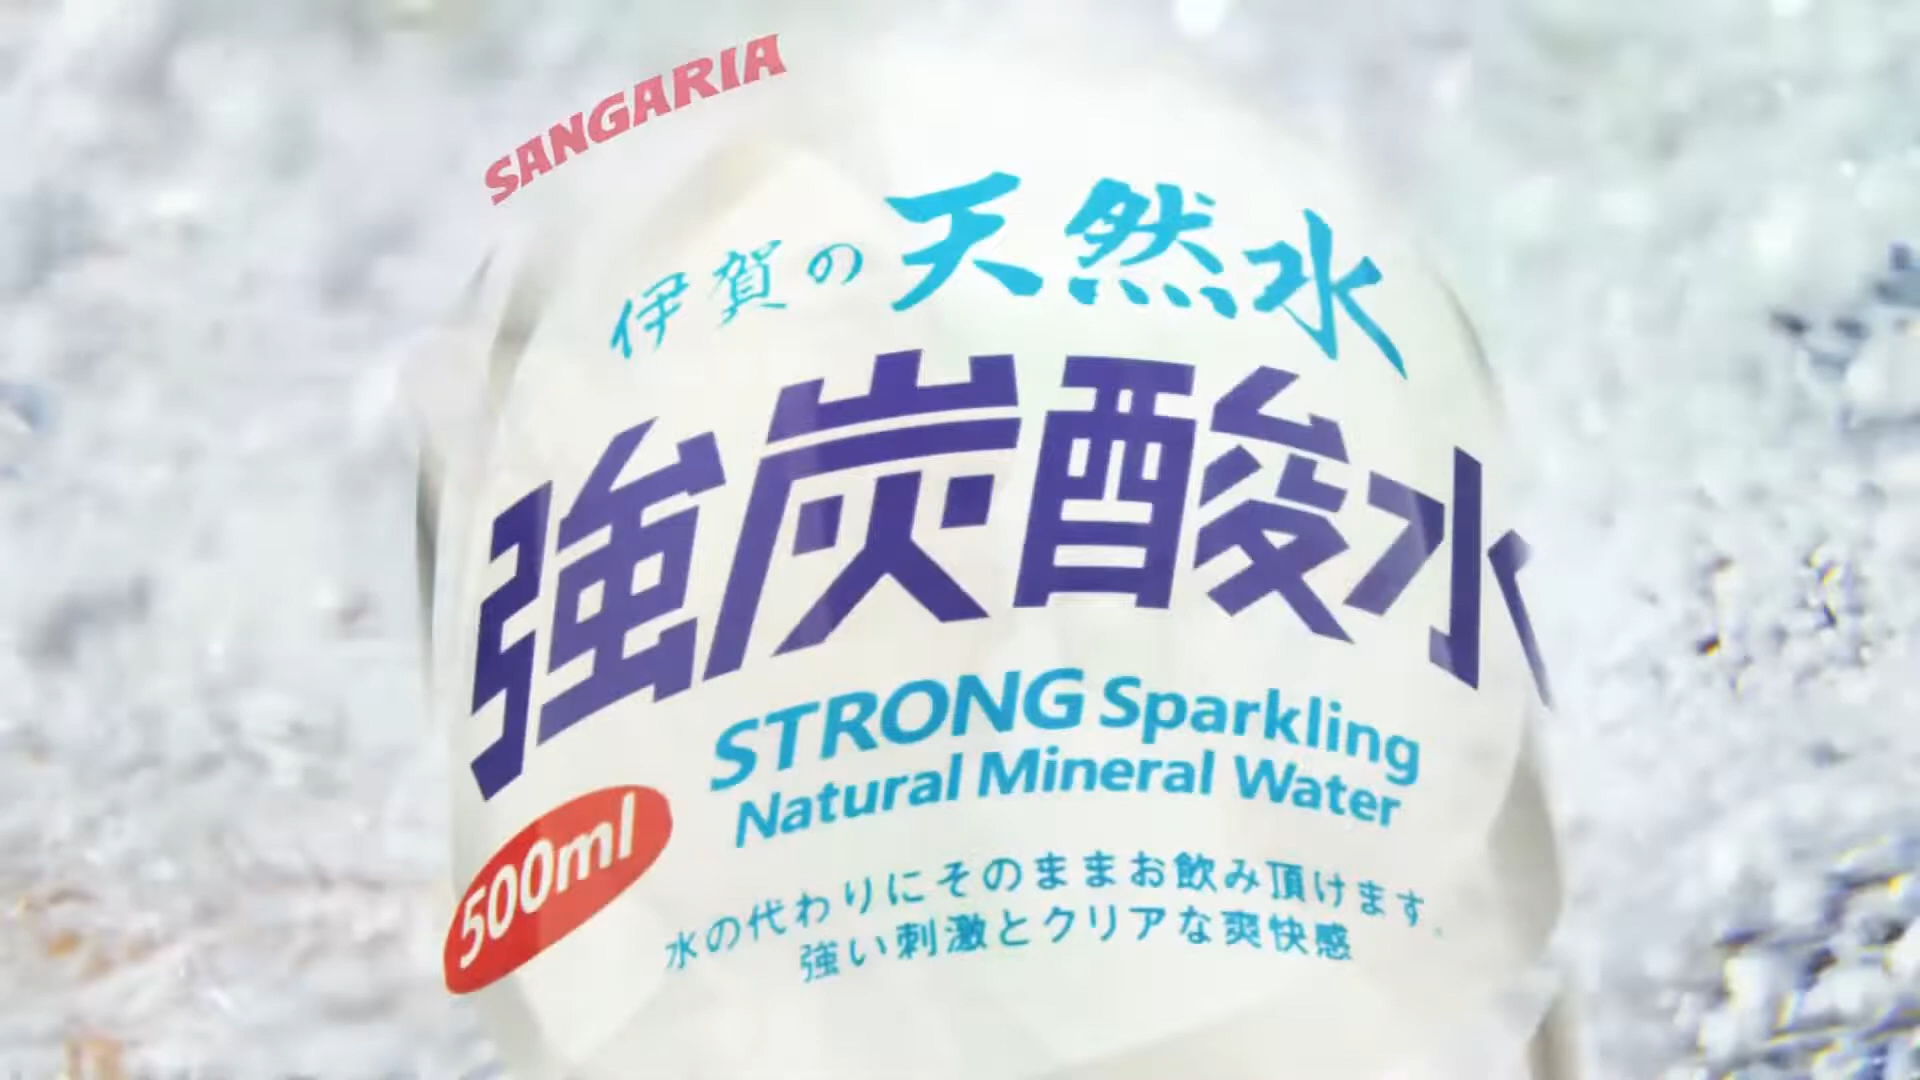 SANGARIA
伊賀の天然水
強炭酸水
STRONG Sparkling
Natural Mineral Water
500ml
水の代わりにそのままお飲み頂けます。
強い刺激とクリアな爽快感